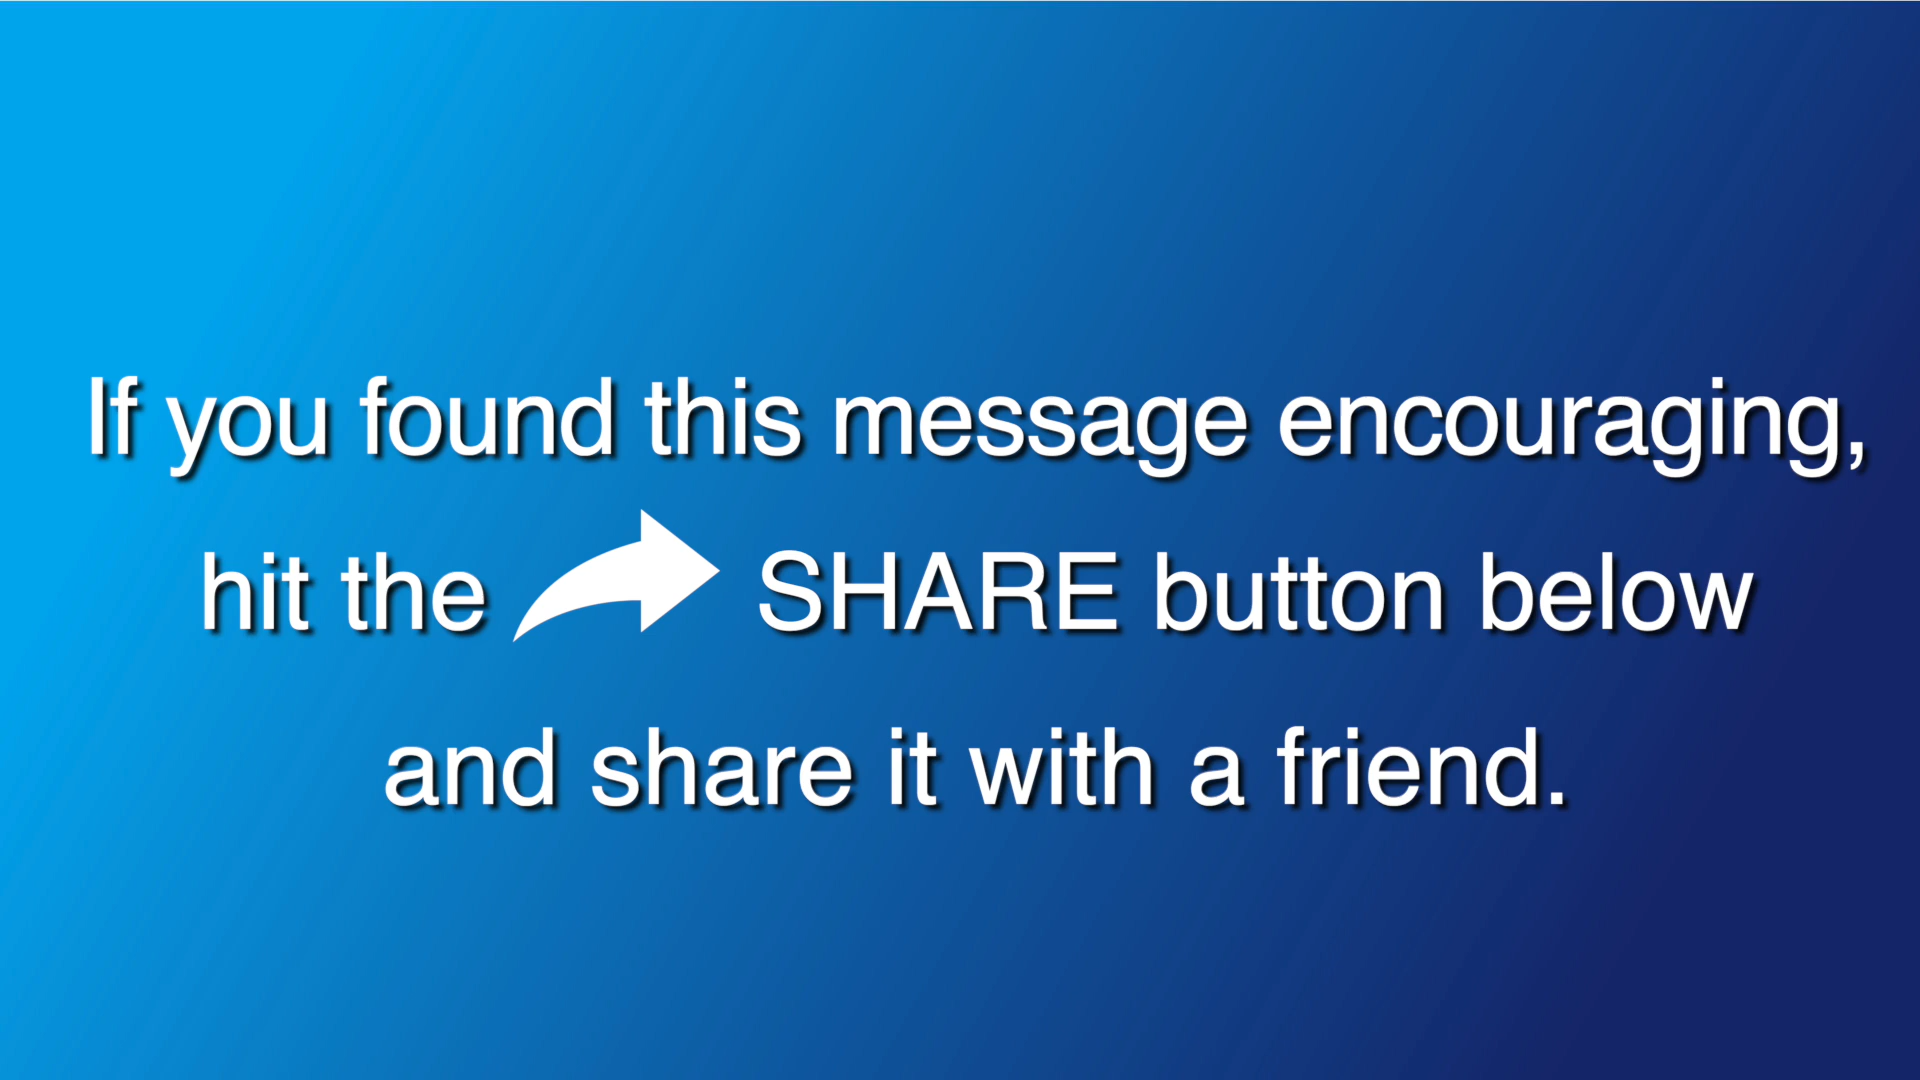 If you found this message encouraging,
hit the SHARE button below
and share it with a friend.